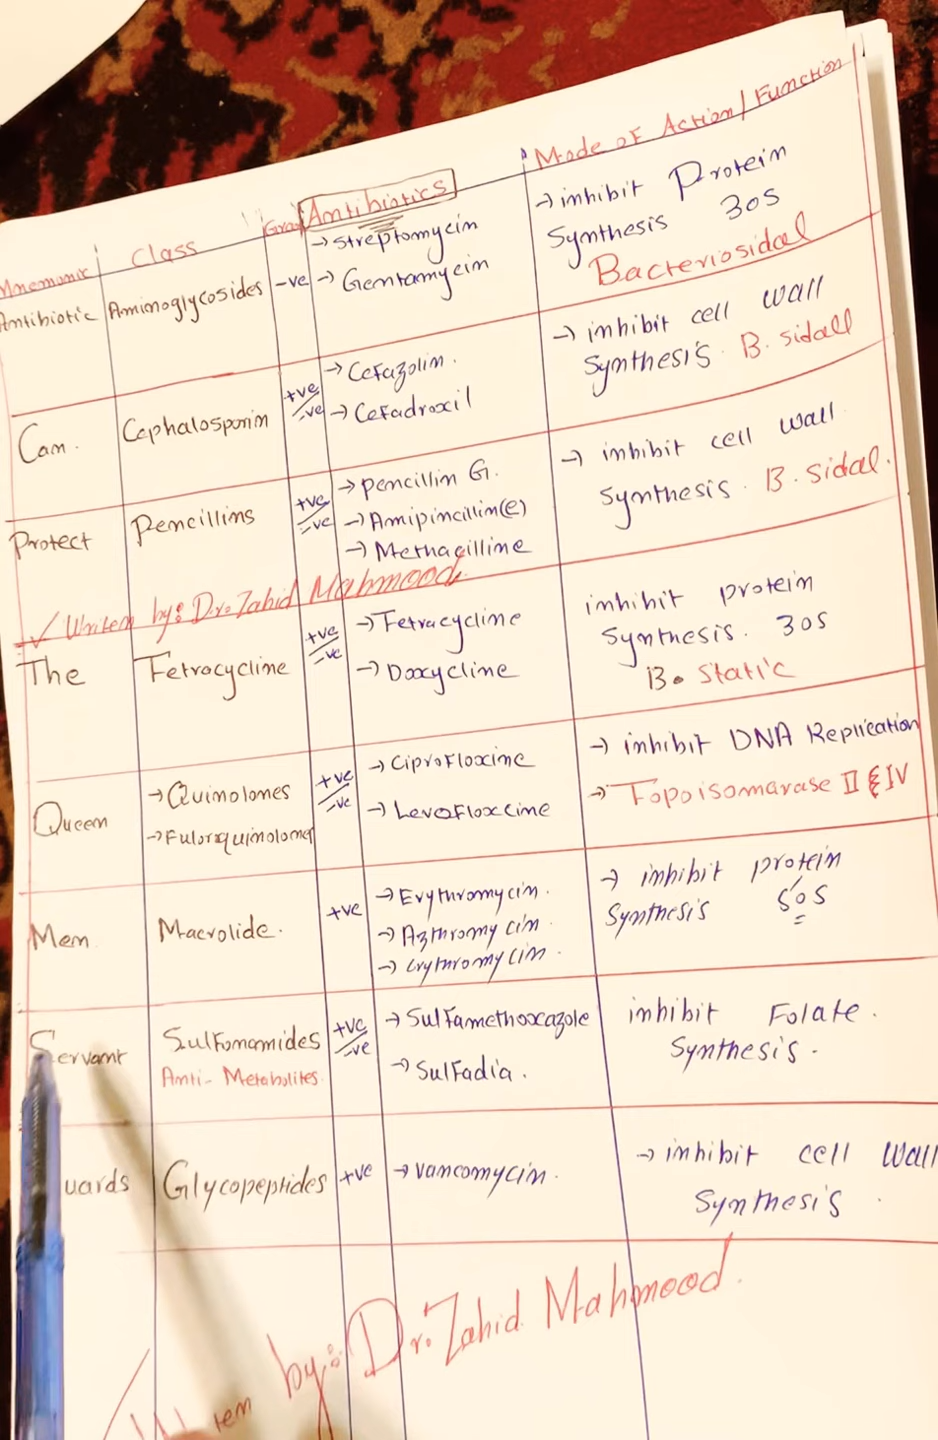 Mnemonic Class Gram Antibiotics Mode of Action/Function
Antibiotic Aminoglycosides -ve → Streptomycin → inhibit Protein
→ Gentamycin Synthesis 30S
Bacteriosidal
Can. Cephalosporin +ve/-ve → Cefazolin. → inhibit cell wall
→ Cefadroxil Synthesis. B. sidall
Protect Pencillins +ve/-ve → Pencillin G. → inhibit cell wall
→ Amipincillin(e) Synthesis. B. sidal.
→ Methacilline
✓ Written by: Dr. Zahid Mahmood
The Tetracycline +ve/-ve → Tetracycline inhibit protein
→ Doxycline Synthesis. 30S
B. Static
Queen → Quinolones +ve/-ve → Ciprofloxcine → inhibit DNA Replication
→ Fuloroquinolones → Levofloxcine → Topoisomarase II & IV
Men Macrolide. +ve → Erythromycin. → inhibit protein
→ Azthromycin. Synthesis 50S
→ Crythromycin.
Servant Sulfonamides +ve/-ve → Sulfamethoxazole inhibit Folate.
Anti-Metabolites → Sulfadia. Synthesis.
uards Glycopeptides +ve → vancomycin. → inhibit cell wall
Synthesis.
by: Dr. Zahid Mahmood.